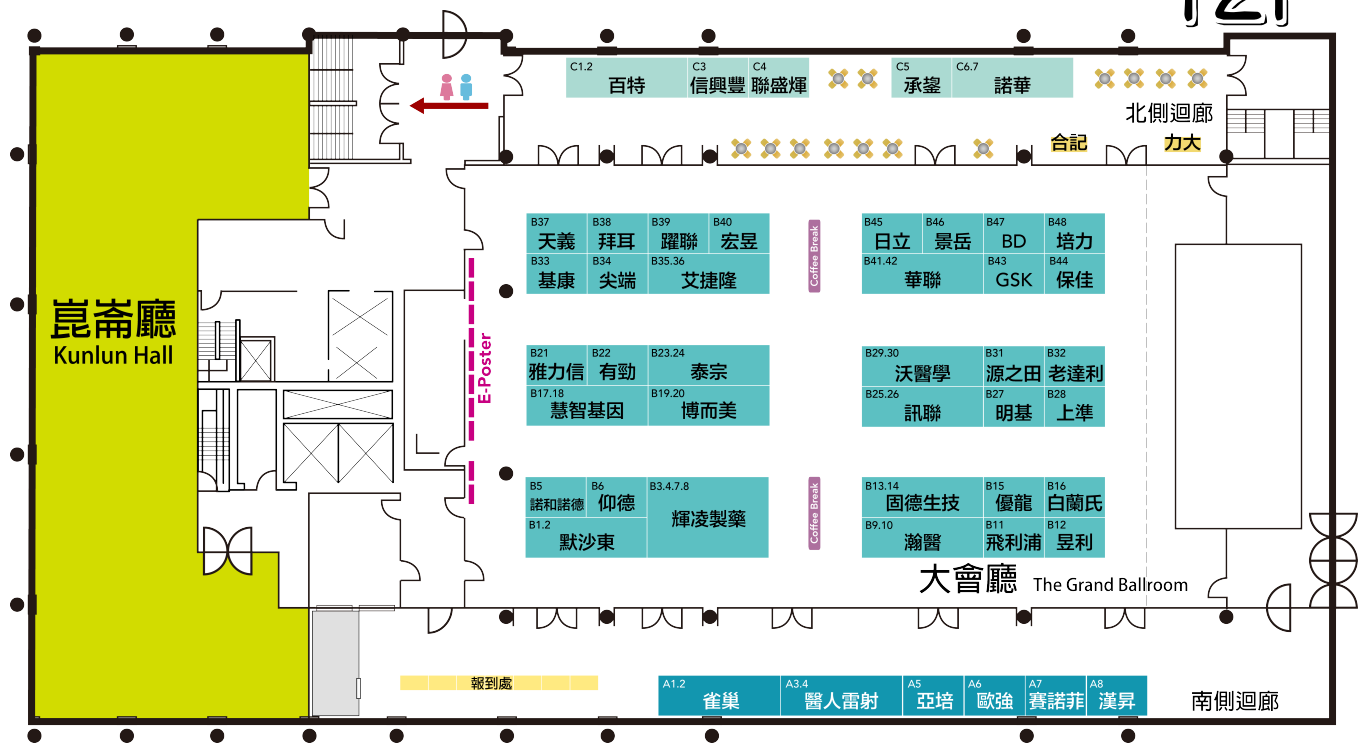 12F
C1.2
百特
C3
信興豐
C4
聯盛煇
C5
承鋆
C6.7
諾華
北側迴廊
合記
力大
B37
天義
B38
拜耳
B39
躍聯
B40
宏昱
B33
基康
B34
尖端
B35.36
艾捷隆
Coffee Break
B45
日立
B46
景岳
B47
BD
B48
培力
B41.42
華聯
B43
GSK
B44
保佳
崑崙廳
Kunlun Hall
E-Poster
B21
雅力信
B22
有勁
B23.24
泰宗
B17.18
慧智基因
B19.20
博而美
B29.30
沃醫學
B31
源之田
B32
老達利
B25.26
訊聯
B27
明基
B28
上準
B5
諾和諾德
B6
仰德
B3.4.7.8
輝凌製藥
B1.2
默沙東
Coffee Break
B13.14
固德生技
B15
優龍
B16
白蘭氏
B9.10
瀚醫
B11
飛利浦
B12
昱利
大會廳 The Grand Ballroom
報到處
A1.2
雀巢
A3.4
醫人雷射
A5
亞培
A6
歐強
A7
賽諾菲
A8
漢昇
南側迴廊